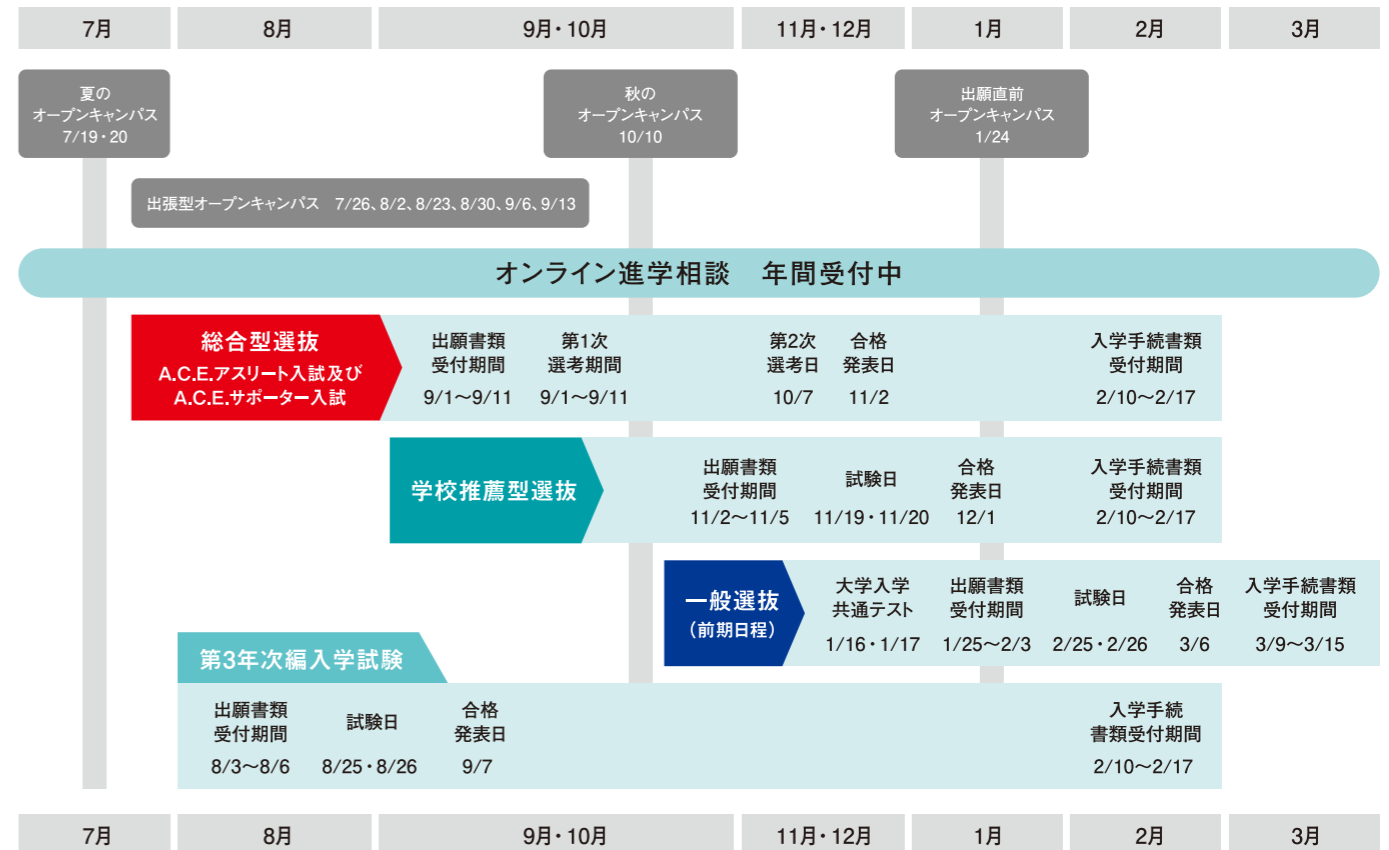 7月 8月 9月・10月 11月・12月 1月 2月 3月
夏の
オープンキャンパス
7/19・20
秋の
オープンキャンパス
10/10
出願直前
オープンキャンパス
1/24
出張型オープンキャンパス 7/26、8/2、8/23、8/30、9/6、9/13
オンライン進学相談 年間受付中
総合型選抜
A.C.E.アスリート入試及び
A.C.E.サポーター入試
出願書類
受付期間
9/1〜9/11
第1次
選考期間
9/1〜9/11
第2次
選考日
10/7
合格
発表日
11/2
入学手続書類
受付期間
2/10〜2/17
学校推薦型選抜
出願書類
受付期間
11/2〜11/5
試験日
11/19・11/20
合格
発表日
12/1
入学手続書類
受付期間
2/10〜2/17
一般選抜
(前期日程)
大学入学
共通テスト
1/16・1/17
出願書類
受付期間
1/25〜2/3
試験日
2/25・2/26
合格
発表日
3/6
入学手続書類
受付期間
3/9〜3/15
第3年次編入学試験
出願書類
受付期間
8/3〜8/6
試験日
8/25・8/26
合格
発表日
9/7
入学手続
書類受付期間
2/10〜2/17
7月 8月 9月・10月 11月・12月 1月 2月 3月